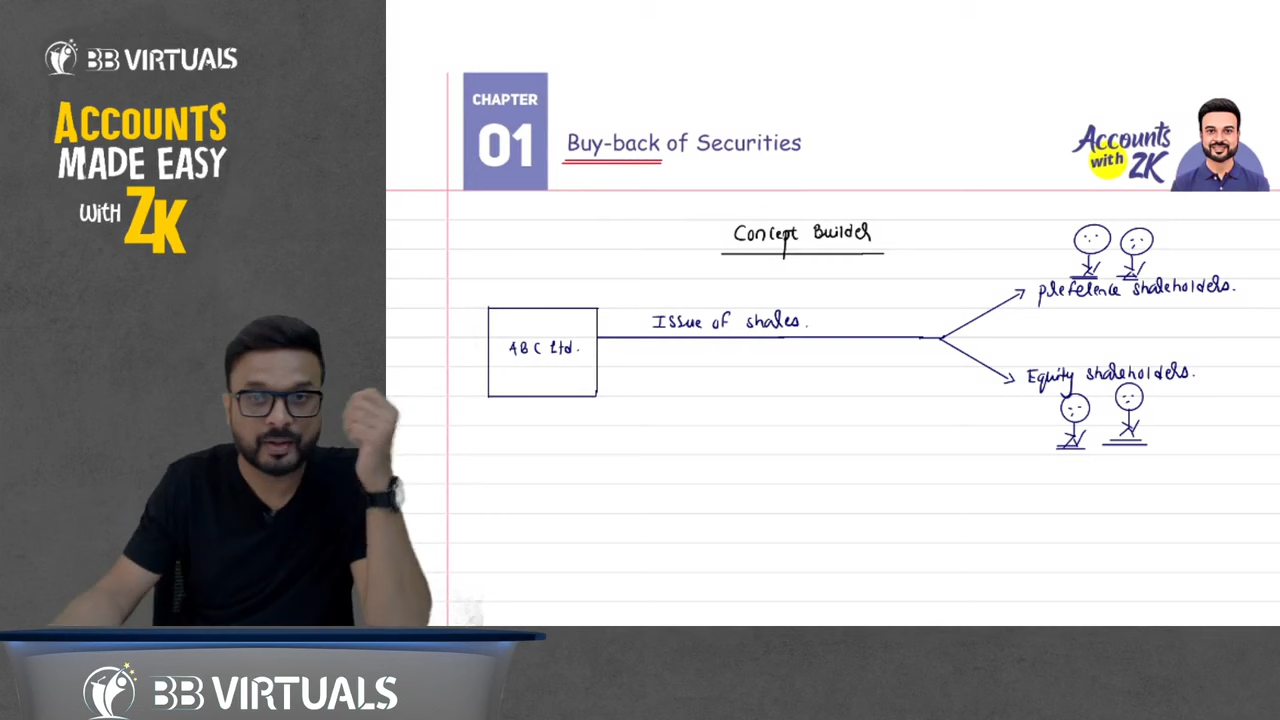 BB VIRTUALS
ACCOUNTS
MADE EASY
WITH ZK
CHAPTER
01
Buy-back of Securities
Accounts
with
ZK
Concept Builder
preference shareholders.
Issue of shares.
ABC Ltd.
Equity shareholders.
BB VIRTUALS